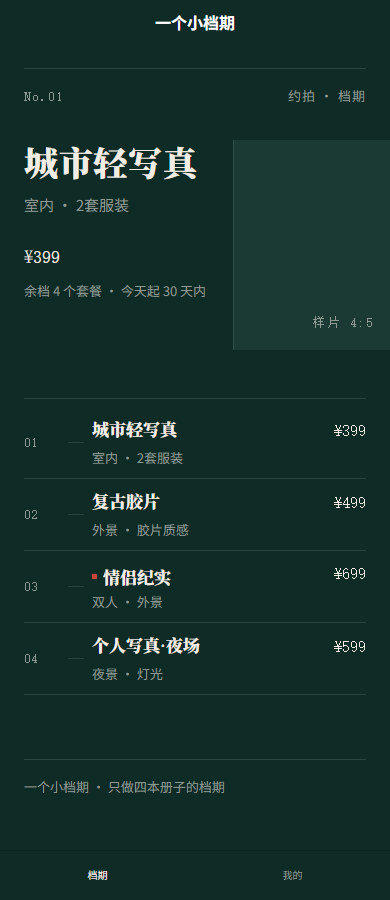 一个小档期
No.01
约拍 · 档期
城市轻写真
室内 · 2套服装
¥399
余档 4 个套餐 · 今天起 30 天内
样片 4:5
01
城市轻写真
¥399
室内 · 2套服装
02
复古胶片
¥499
外景 · 胶片质感
03
情侣纪实
¥699
双人 · 外景
04
个人写真·夜场
¥599
夜景 · 灯光
一个小档期 · 只做四本册子的档期
档期
我的